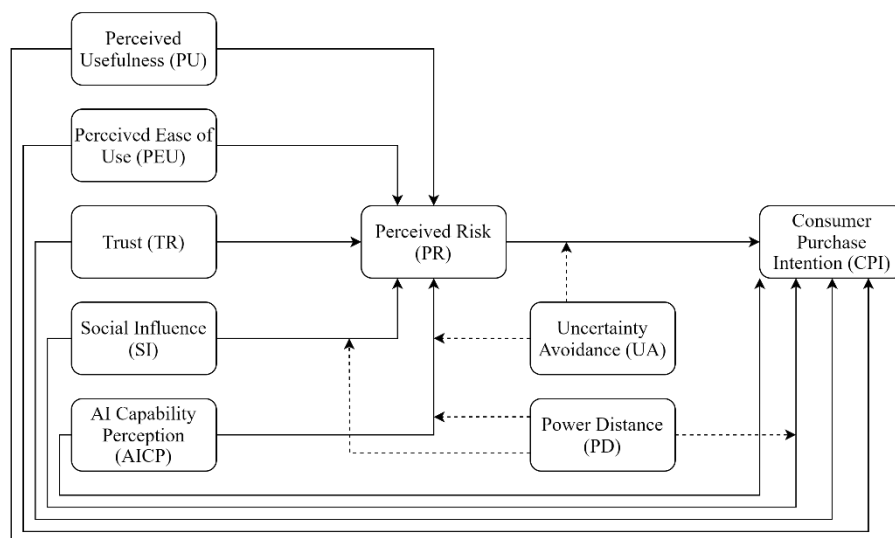 Perceived
Usefulness (PU)
Perceived Ease of
Use (PEU)
Trust (TR)
Perceived Risk
(PR)
Consumer
Purchase
Intention (CPI)
Social Influence
(SI)
Uncertainty
Avoidance (UA)
AI Capability
Perception
(AICP)
Power Distance
(PD)